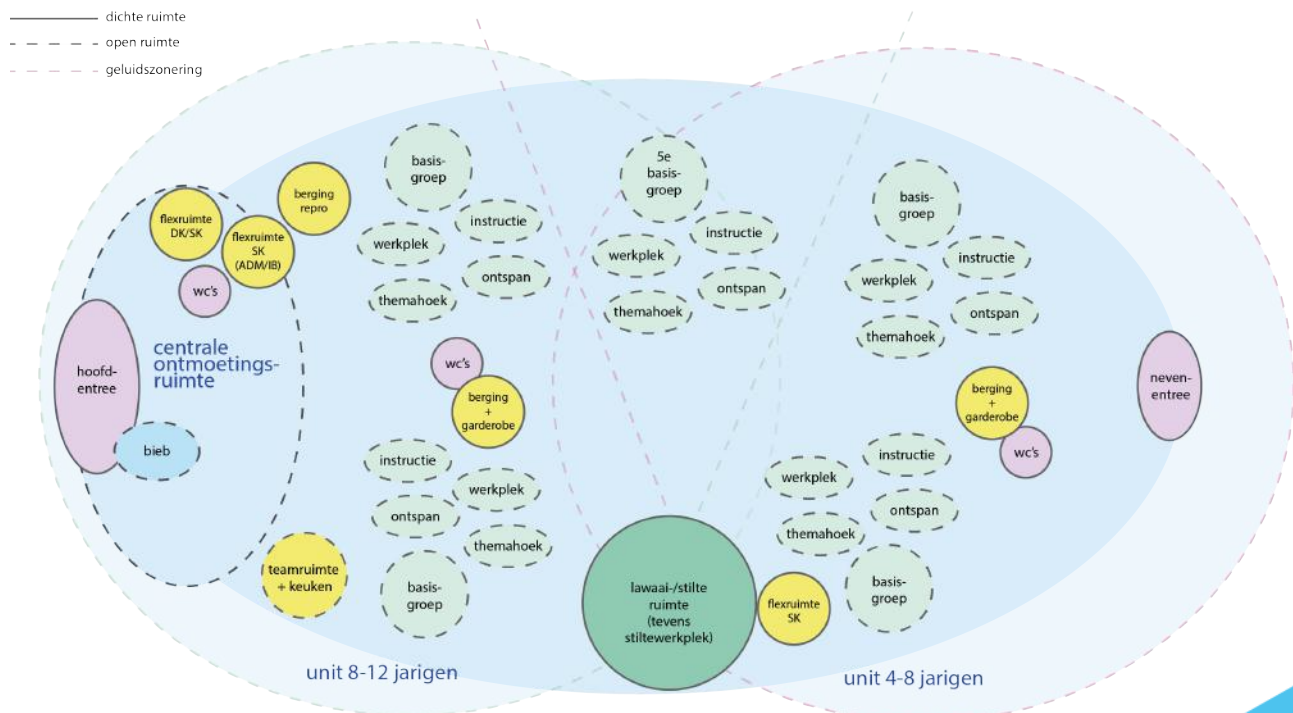 dichte ruimte
open ruimte
geluidszonering
basis-
groep
5e
basis-
groep
basis-
groep
berging
repro
flexruimte
DK/SK
flexruimte
SK
(ADM/IB)
wc's
instructie
werkplek
ontspan
themahoek
instructie
werkplek
ontspan
themahoek
instructie
werkplek
ontspan
themahoek
hoofd-
entree
centrale
ontmoetings-
ruimte
bieb
wc's
berging
+
garderobe
berging
+
garderobe
wc's
neven-
entree
instructie
werkplek
ontspan
themahoek
basis-
groep
teamruimte
+ keuken
lawaai-/stilte
ruimte
(tevens
stiltewerkplek)
flexruimte
SK
instructie
werkplek
ontspan
themahoek
basis-
groep
unit 8-12 jarigen
unit 4-8 jarigen